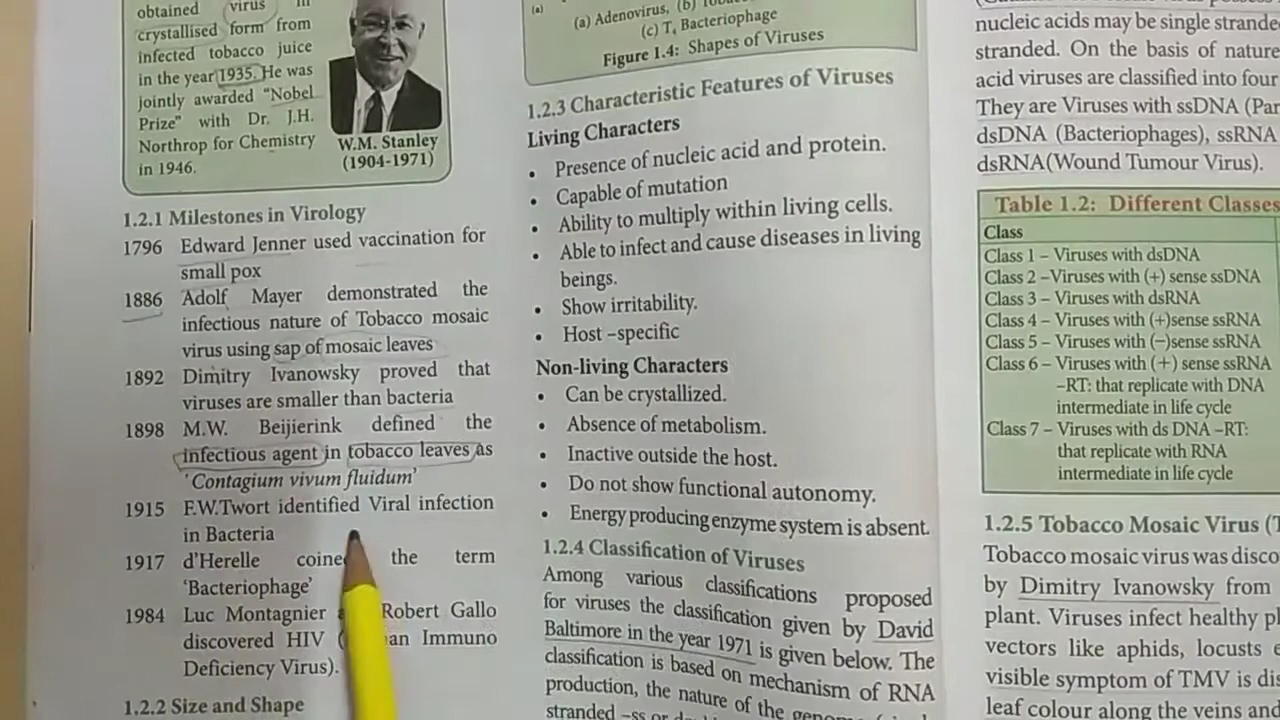 obtained virus in
crystallised form from
infected tobacco juice
in the year 1935. He was
jointly awarded “Nobel
Prize” with Dr. J.H.
Northrop for Chemistry
in 1946.
W.M. Stanley
(1904-1971)
1.2.1 Milestones in Virology
1796 Edward Jenner used vaccination for
small pox
1886 Adolf Mayer demonstrated the
infectious nature of Tobacco mosaic
virus using sap of mosaic leaves
1892 Dimitry Ivanowsky proved that
viruses are smaller than bacteria
1898 M.W. Beijierink defined the
infectious agent in tobacco leaves as
‘Contagium vivum fluidum’
1915 F.W.Twort identified Viral infection
in Bacteria
1917 d’Herelle the term
‘Bacteriophage’
1984 Luc Montagnier Robert Gallo
discovered HIV ( Immuno
Deficiency Virus).
1.2.2 Size and Shape
(a)
(a) Adenovirus, (b)
(c) T4 Bacteriophage
Figure 1.4: Shapes of Viruses
1.2.3 Characteristic Features of Viruses
Living Characters
• Presence of nucleic acid and protein.
• Capable of mutation
• Ability to multiply within living cells.
• Able to infect and cause diseases in living
beings.
• Show irritability.
• Host –specific
Non-living Characters
• Can be crystallized.
• Absence of metabolism.
• Inactive outside the host.
• Do not show functional autonomy.
• Energy producing enzyme system is absent.
1.2.4 Classification of Viruses
Among various classifications proposed
for viruses the classification given by David
Baltimore in the year 1971 is given below. The
classification is based on mechanism of RNA
production, the nature of the genome
stranded –ss or
nucleic acids may be single
stranded. On the basis of nature
acid viruses are classified into four
They are Viruses with ssDNA
dsDNA (Bacteriophages), ssRNA
dsRNA(Wound Tumour Virus).
Table 1.2: Different Classes
Class
Class 1 – Viruses with dsDNA
Class 2 –Viruses with (+) sense ssDNA
Class 3 – Viruses with dsRNA
Class 4 – Viruses with (+)sense ssRNA
Class 5 – Viruses with (−)sense ssRNA
Class 6 – Viruses with (+) sense ssRNA
–RT: that replicate with DNA
intermediate in life cycle
Class 7 – Viruses with ds DNA –RT:
that replicate with RNA
intermediate in life cycle
1.2.5 Tobacco Mosaic Virus
Tobacco mosaic virus was
by Dimitry Ivanowsky from
plant. Viruses infect healthy
vectors like aphids, locusts
visible symptom of TMV is
leaf colour along the veins and